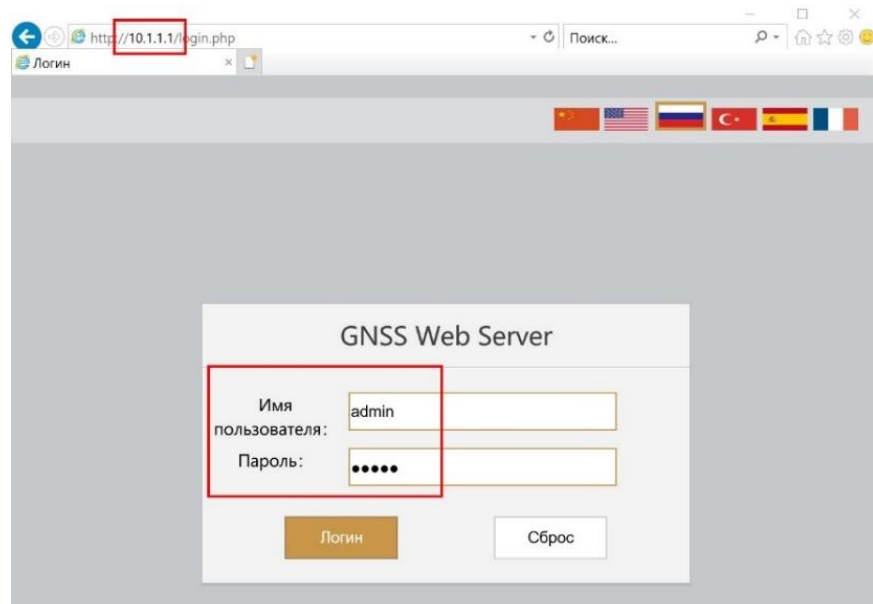 http://10.1.1.1/login.php
Поиск...
Логин
GNSS Web Server
Имя
пользователя:
admin
Пароль:
•••••
Логин
Сброс